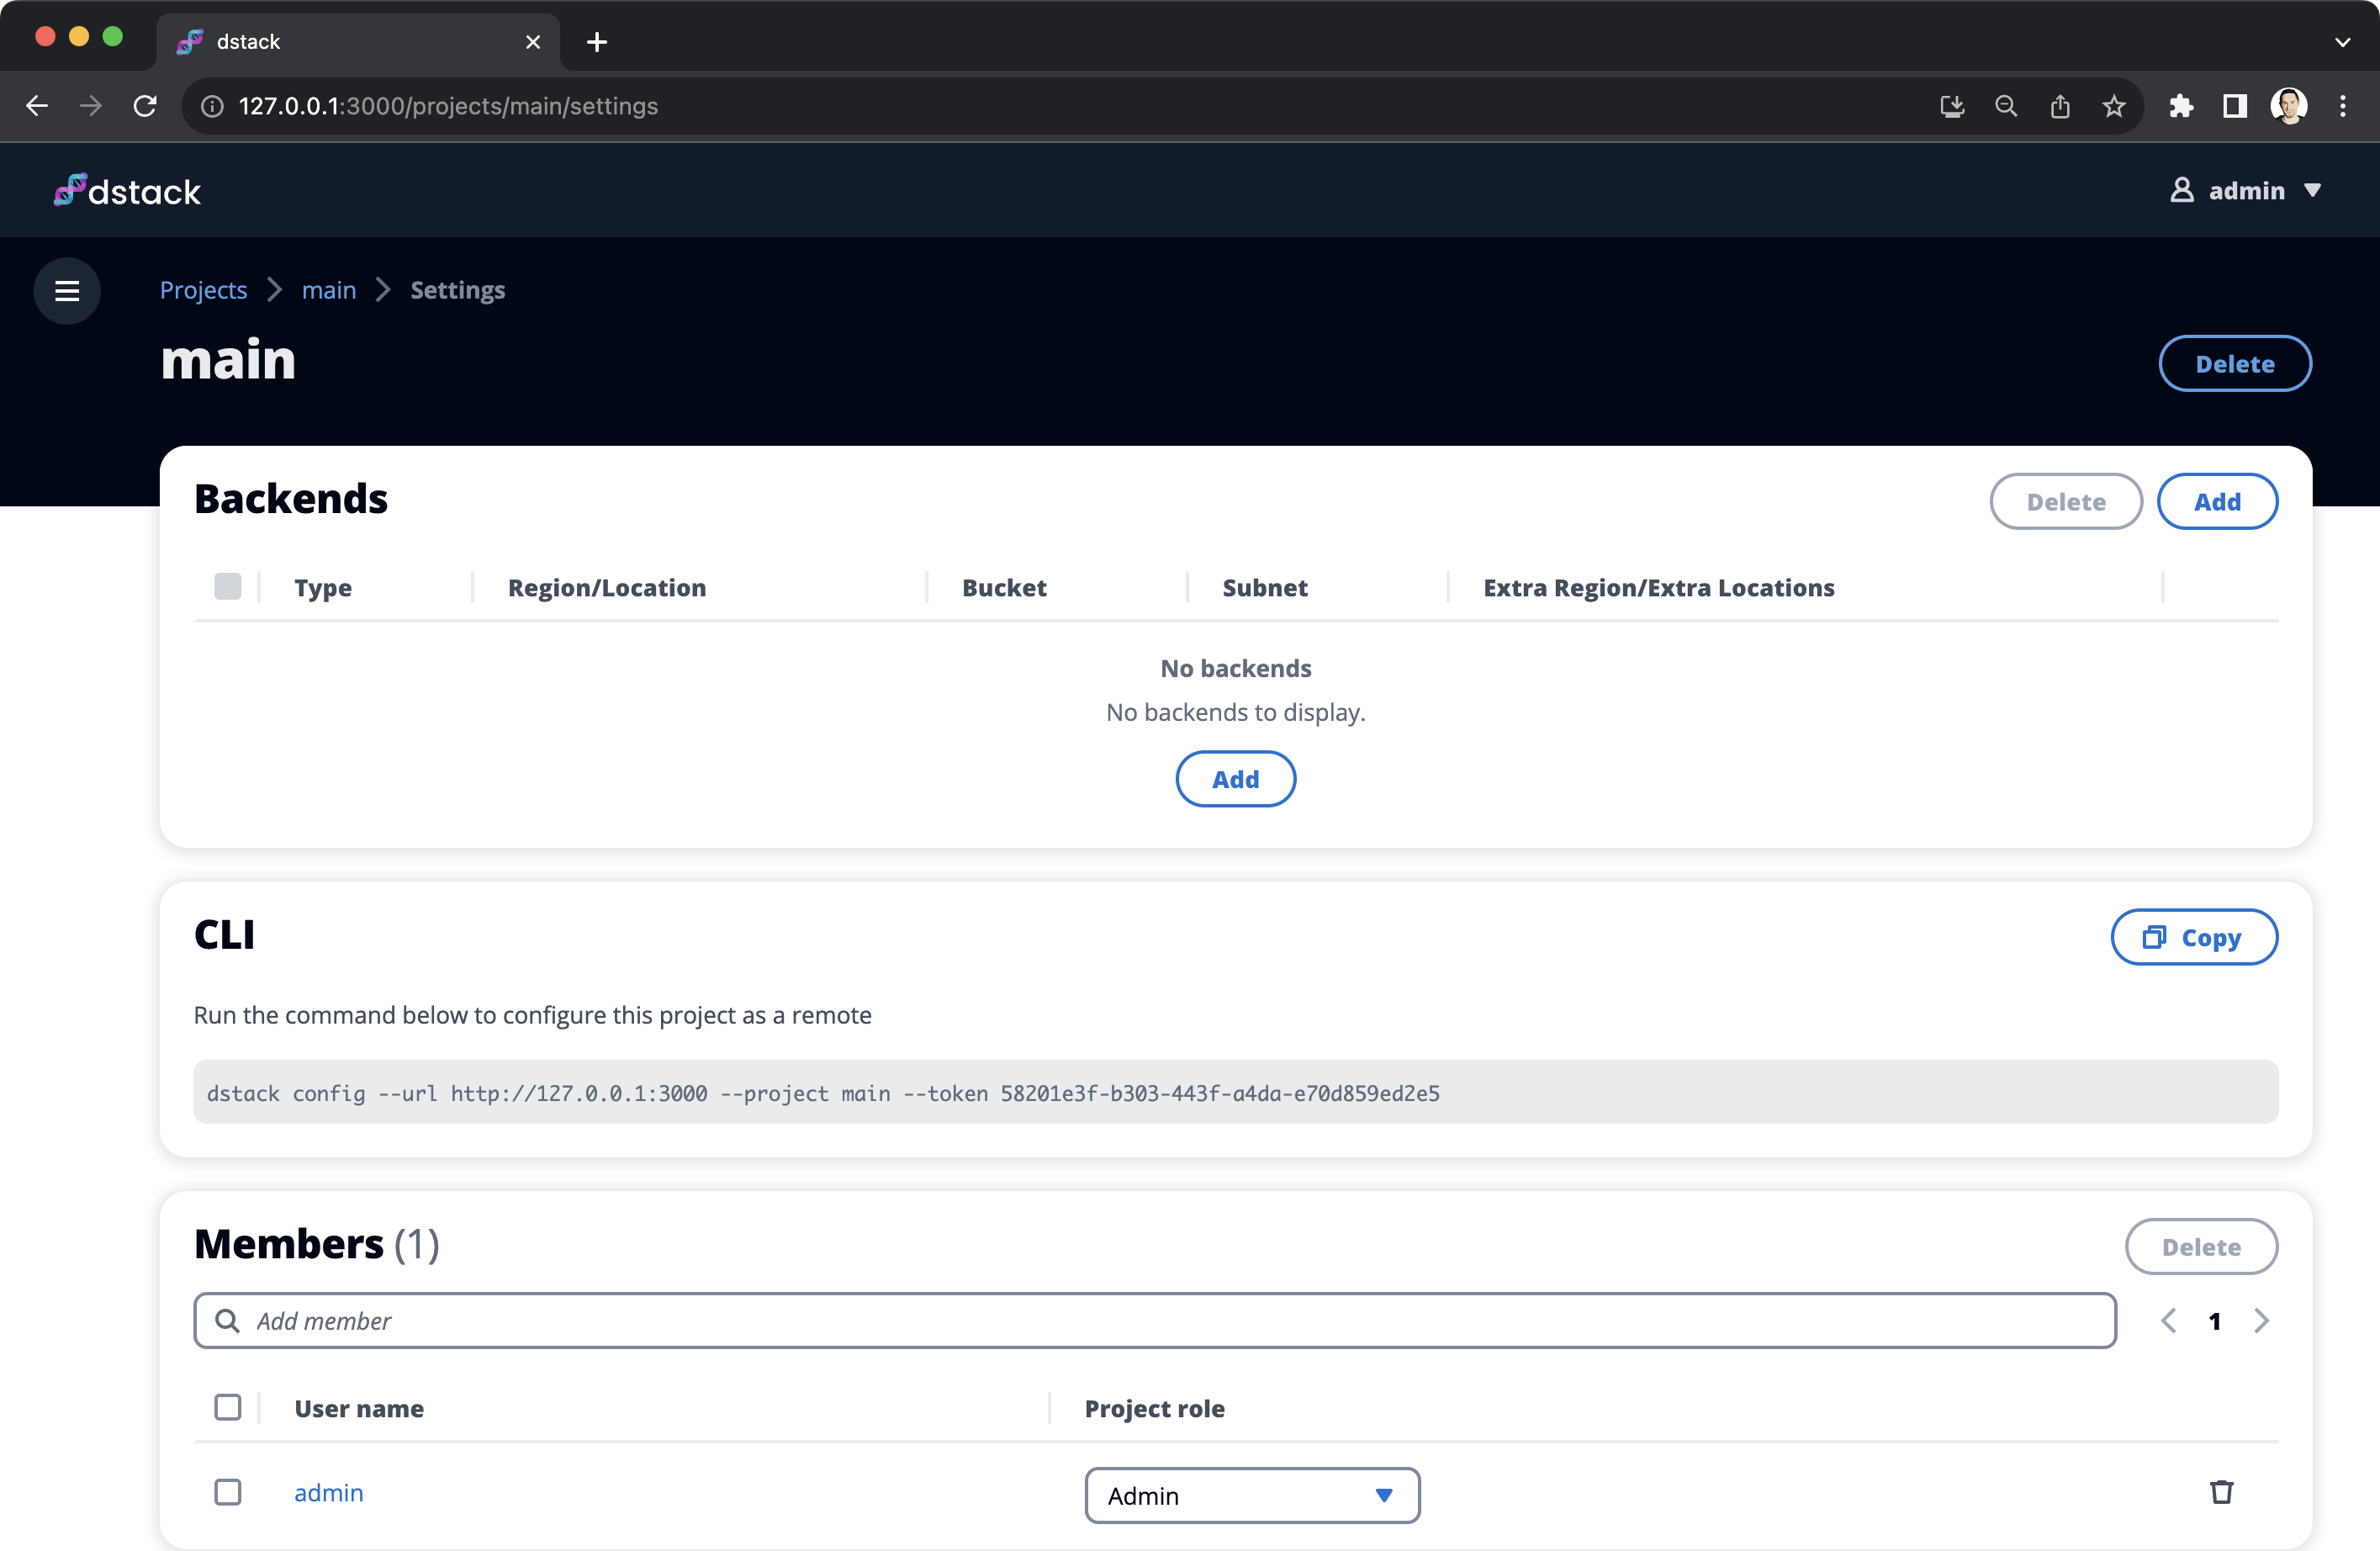 dstack
127.0.0.1:3000/projects/main/settings
dstack
admin
Projects main Settings
main
Delete
Backends
Delete Add
Type Region/Location Bucket Subnet Extra Region/Extra Locations
No backends
No backends to display.
Add
CLI
Copy
Run the command below to configure this project as a remote
dstack config --url http://127.0.0.1:3000 --project main --token 58201e3f-b303-443f-a4da-e70d859ed2e5
Members (1)
Delete
Add member
1
User name Project role
admin Admin